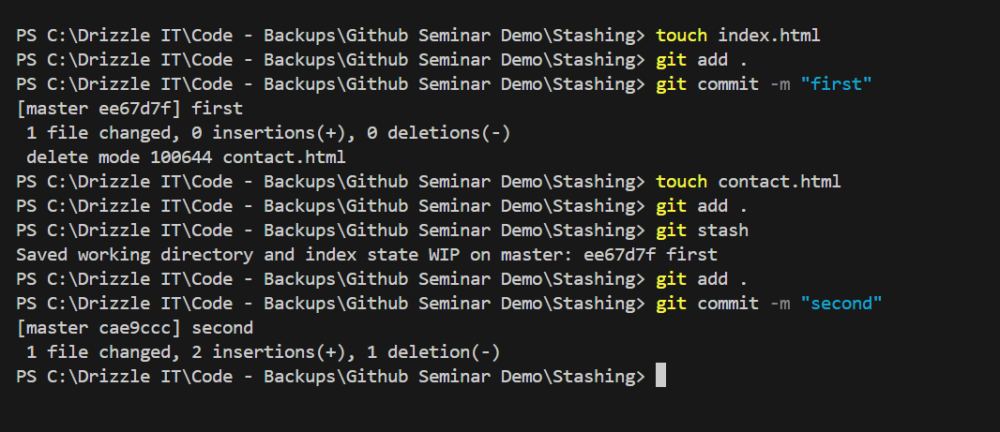 PS C:\Drizzle IT\Code - Backups\Github Seminar Demo\Stashing> touch index.html
PS C:\Drizzle IT\Code - Backups\Github Seminar Demo\Stashing> git add .
PS C:\Drizzle IT\Code - Backups\Github Seminar Demo\Stashing> git commit -m "first"
[master ee67d7f] first
 1 file changed, 0 insertions(+), 0 deletions(-)
 delete mode 100644 contact.html
PS C:\Drizzle IT\Code - Backups\Github Seminar Demo\Stashing> touch contact.html
PS C:\Drizzle IT\Code - Backups\Github Seminar Demo\Stashing> git add .
PS C:\Drizzle IT\Code - Backups\Github Seminar Demo\Stashing> git stash
Saved working directory and index state WIP on master: ee67d7f first
PS C:\Drizzle IT\Code - Backups\Github Seminar Demo\Stashing> git add .
PS C:\Drizzle IT\Code - Backups\Github Seminar Demo\Stashing> git commit -m "second"
[master cae9ccc] second
 1 file changed, 2 insertions(+), 1 deletion(-)
PS C:\Drizzle IT\Code - Backups\Github Seminar Demo\Stashing>